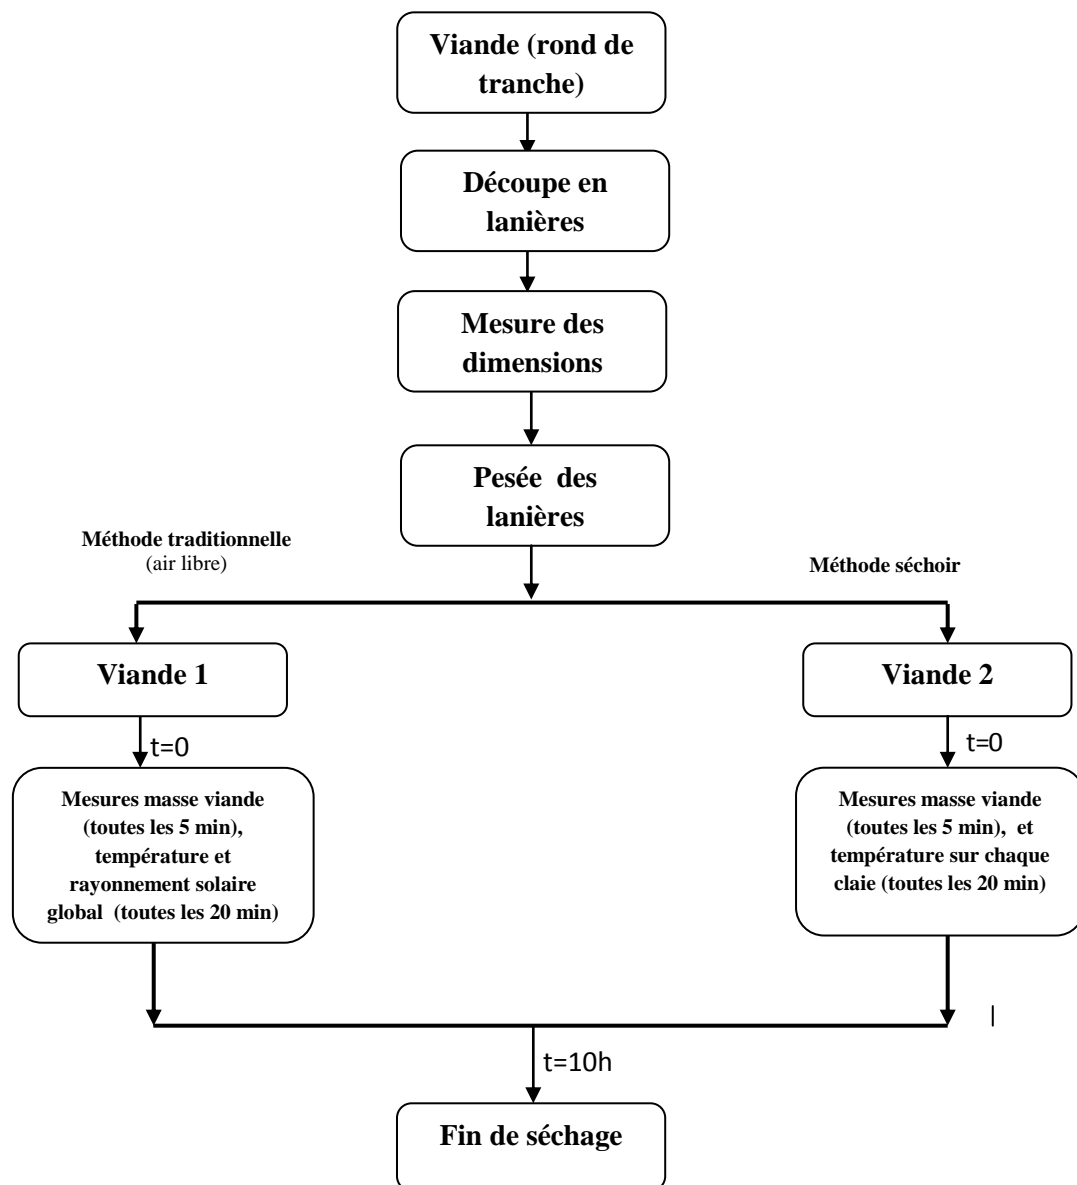 Viande (rond de
tranche)
Découpe en
lanières
Mesure des
dimensions
Pesée des
lanières
Méthode traditionnelle
(air libre)
Méthode séchoir
Viande 1
Viande 2
t=0
t=0
Mesures masse viande
(toutes les 5 min),
température et
rayonnement solaire
global (toutes les 20 min)
Mesures masse viande
(toutes les 5 min), et
température sur chaque
claie (toutes les 20 min)
t=10h
Fin de séchage